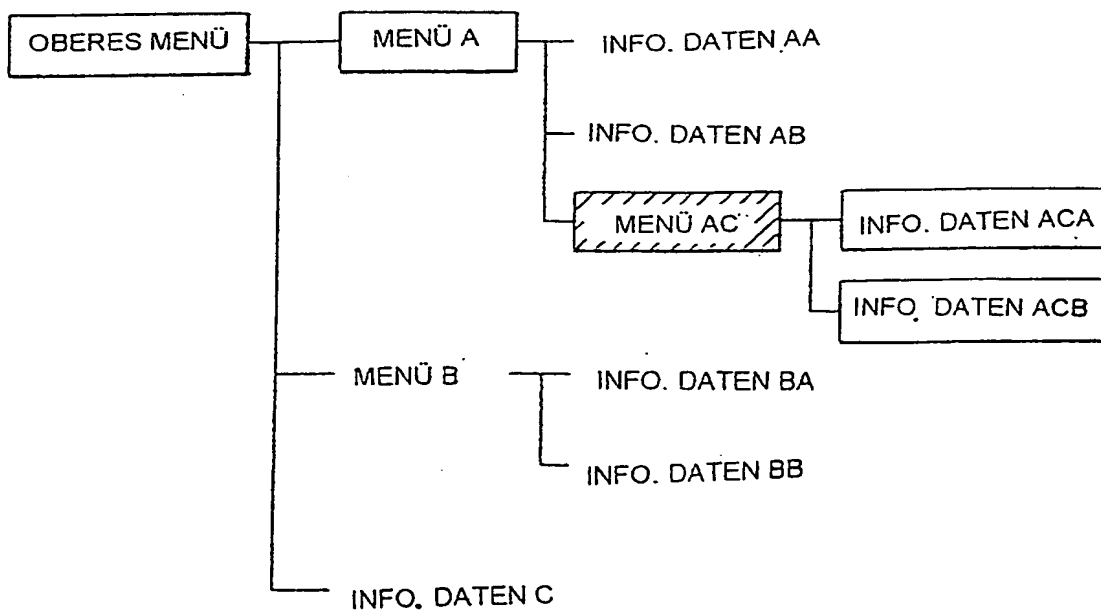 OBERES MENÜ
MENÜ A
INFO. DATEN AA
INFO. DATEN AB
MENÜ AC
INFO. DATEN ACA
INFO. DATEN ACB
MENÜ B
INFO. DATEN BA
INFO. DATEN BB
INFO. DATEN C